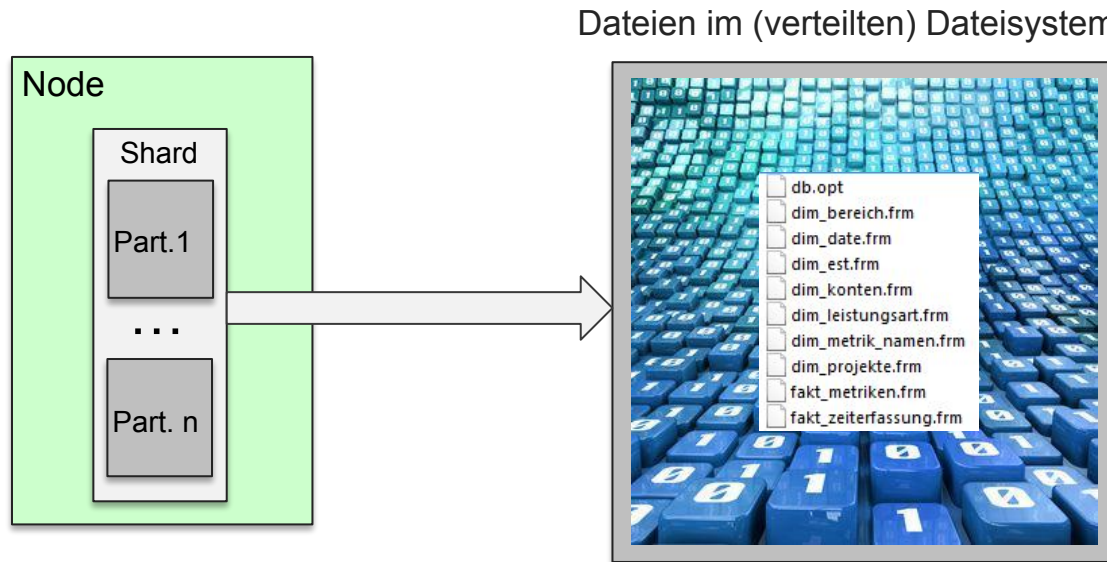 Dateien im (verteilten) Dateisystem
Node
Shard
Part.1
...
Part. n
db.opt
dim_bereich.frm
dim_date.frm
dim_est.frm
dim_konten.frm
dim_leistungsart.frm
dim_metrik_namen.frm
dim_projekte.frm
fakt_metriken.frm
fakt_zeiterfassung.frm